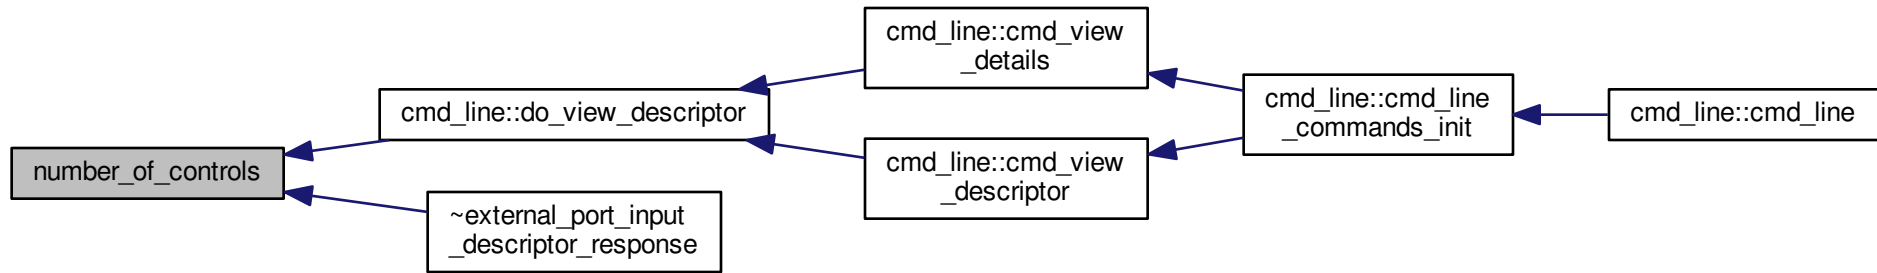 number_of_controls
cmd_line::do_view_descriptor
~external_port_input
_descriptor_response
cmd_line::cmd_view
_details
cmd_line::cmd_view
_descriptor
cmd_line::cmd_line
_commands_init
cmd_line::cmd_line